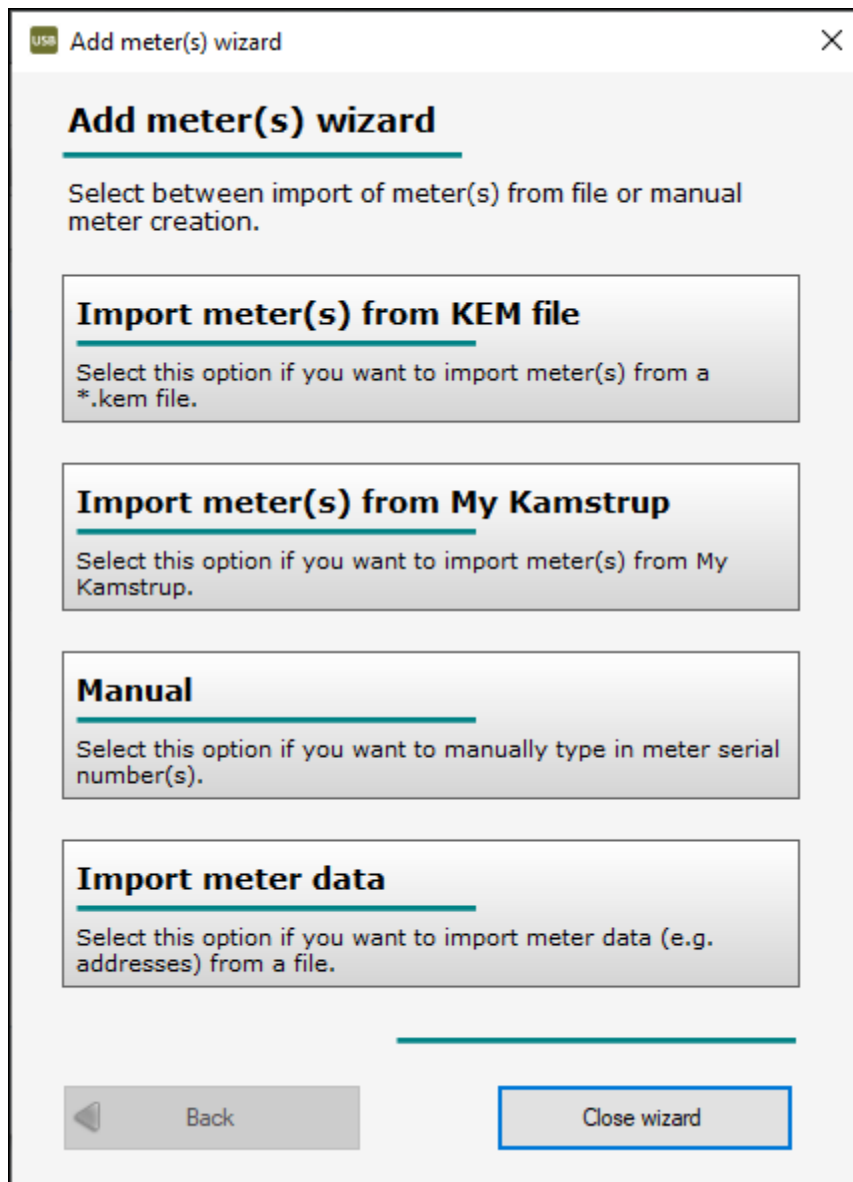 USB Add meter(s) wizard
Add meter(s) wizard
Select between import of meter(s) from file or manual
meter creation.
Import meter(s) from KEM file
Select this option if you want to import meter(s) from a
*.kem file.
Import meter(s) from My Kamstrup
Select this option if you want to import meter(s) from My
Kamstrup.
Manual
Select this option if you want to manually type in meter serial
number(s).
Import meter data
Select this option if you want to import meter data (e.g.
addresses) from a file.
Back
Close wizard